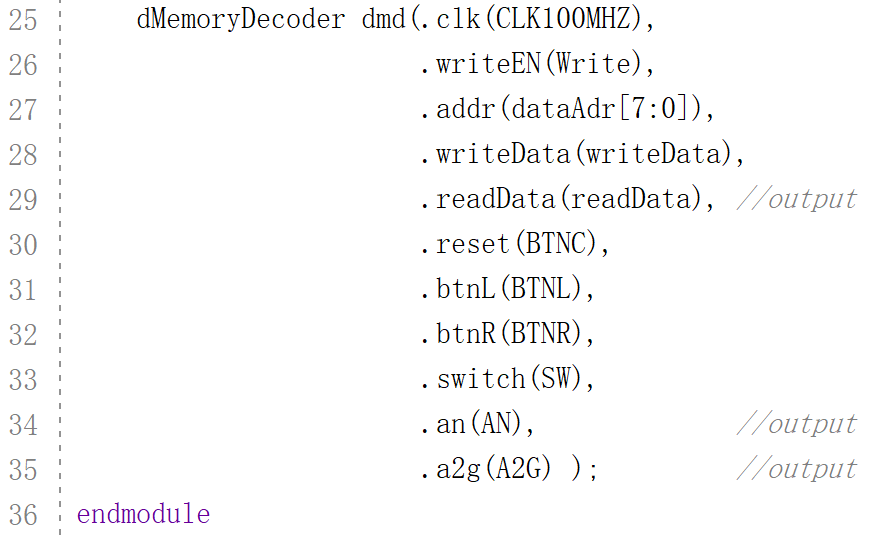 25 dMemoryDecoder dmd(.clk(CLK100MHZ),
26 .writeEN(Write),
27 .addr(dataAdr[7:0]),
28 .writeData(writeData),
29 .readData(readData), //output
30 .reset(BTNC),
31 .btnL(BTNL),
32 .btnR(BTNR),
33 .switch(SW),
34 .an(AN), //output
35 .a2g(A2G) ); //output
36 endmodule